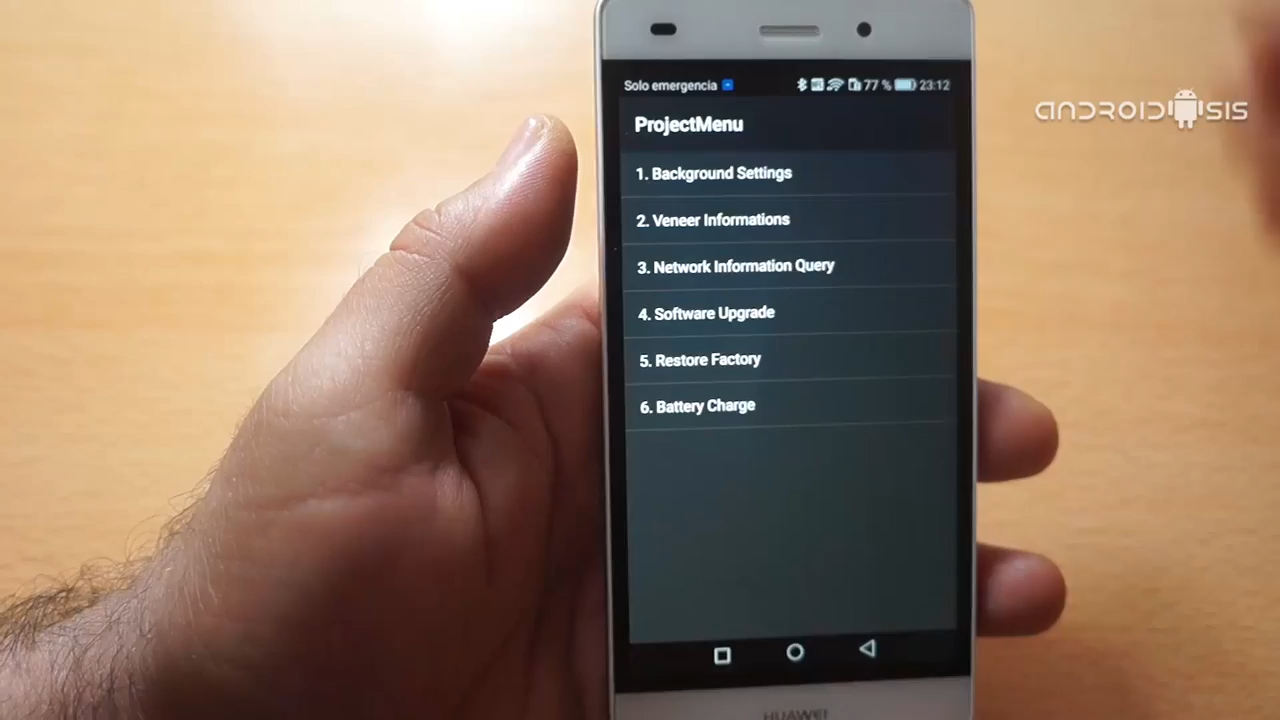 Solo emergencia 77 % 23:12
ANDROIDSIS
ProjectMenu
1. Background Settings
2. Veneer Informations
3. Network Information Query
4. Software Upgrade
5. Restore Factory
6. Battery Charge
HUAWEI